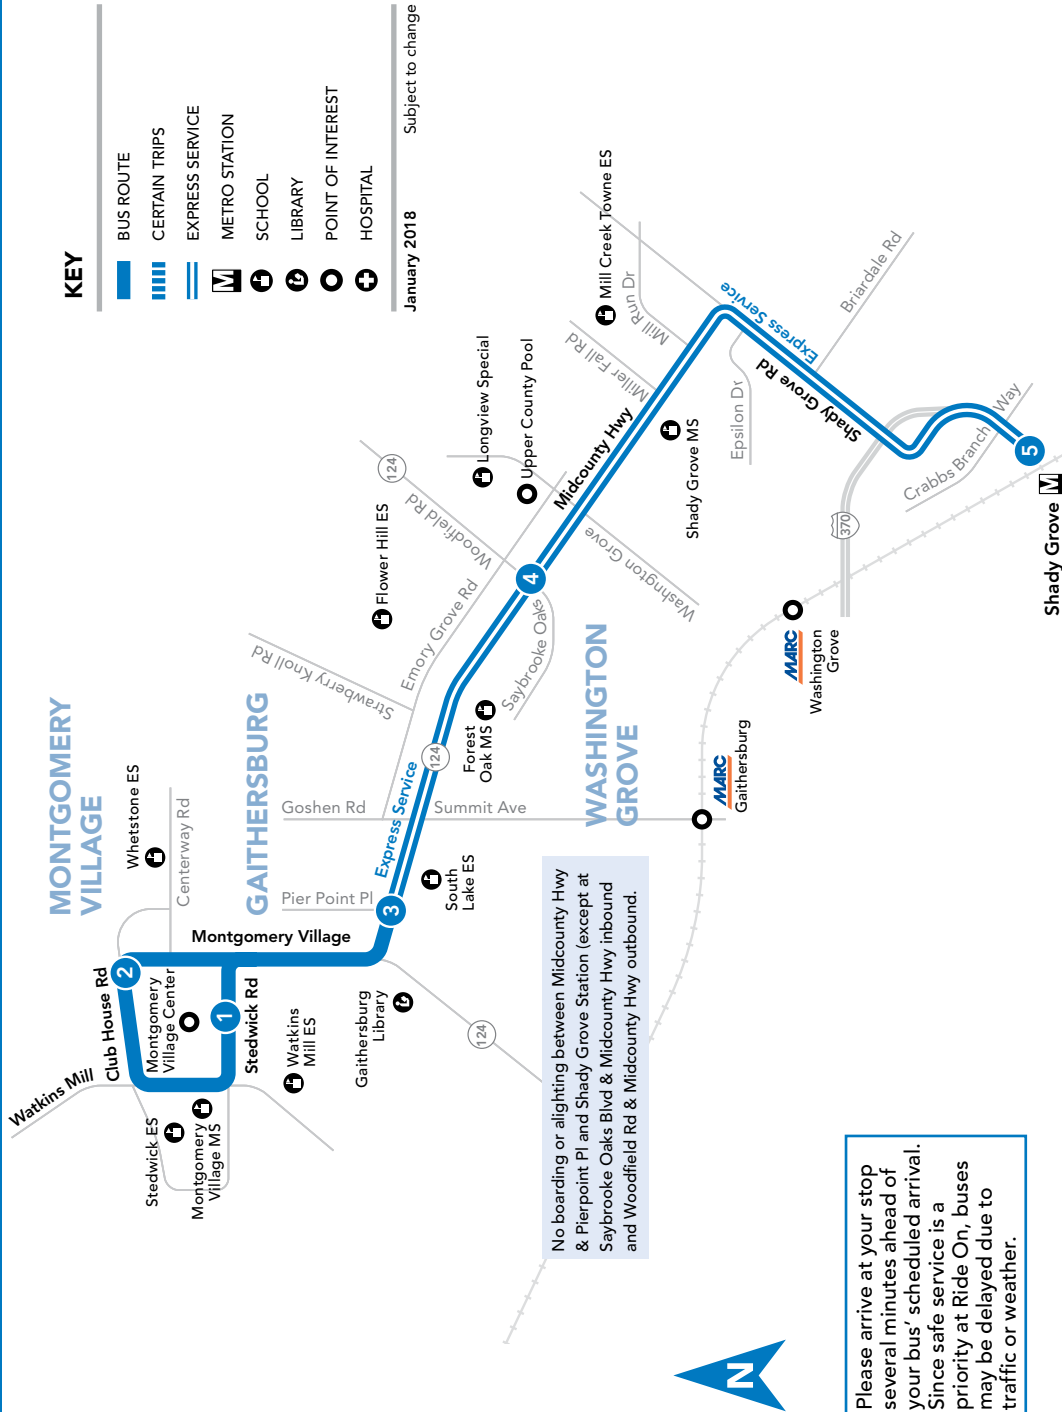 KEY
BUS ROUTE
CERTAIN TRIPS
EXPRESS SERVICE
METRO STATION
SCHOOL
LIBRARY
POINT OF INTEREST
HOSPITAL
January 2018
Subject to change
MONTGOMERY
VILLAGE
GAITHERSBURG
WASHINGTON
GROVE
Watkins Mill
Club House Rd
2
Montgomery
Village Center
1
Stedwick Rd
Stedwick ES
Montgomery
Village MS
Watkins
Mill ES
Whetstone ES
Centerway Rd
Montgomery Village
Pier Point Pl
Goshen Rd
Summit Ave
Gaithersburg
Library
124
3
Express Service
South
Lake ES
124
Forest
Oak MS
Strawberry Knoll Rd
Emory Grove Rd
Flower Hill ES
Woodfield Rd
124
Saybrooke Oaks
4
Longview Special
Upper County Pool
Washington Grove
Midcounty Hwy
Miller Fall Rd
Mill Run Dr
Mill Creek Towne ES
Shady Grove MS
Epsilon Dr
Express Service
Shady Grove Rd
Briardale Rd
Crabbs Branch Way
370
5
Shady Grove M
MARC
Gaithersburg
MARC
Washington
Grove
No boarding or alighting between Midcounty Hwy
& Pierpoint Pl and Shady Grove Station (except at
Saybrooke Oaks Blvd & Midcounty Hwy inbound
and Woodfield Rd & Midcounty Hwy outbound.
N
Please arrive at your stop
several minutes ahead of
your bus' scheduled arrival.
Since safe service is a
priority at Ride On, buses
may be delayed due to
traffic or weather.